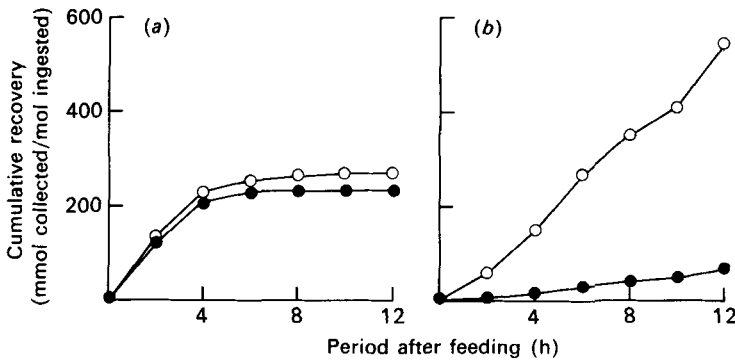 600
400
200
Cumulative recovery
(mmol collected/mol ingested)
(a)
(b)
4
8
12
4
8
12
Period after feeding (h)